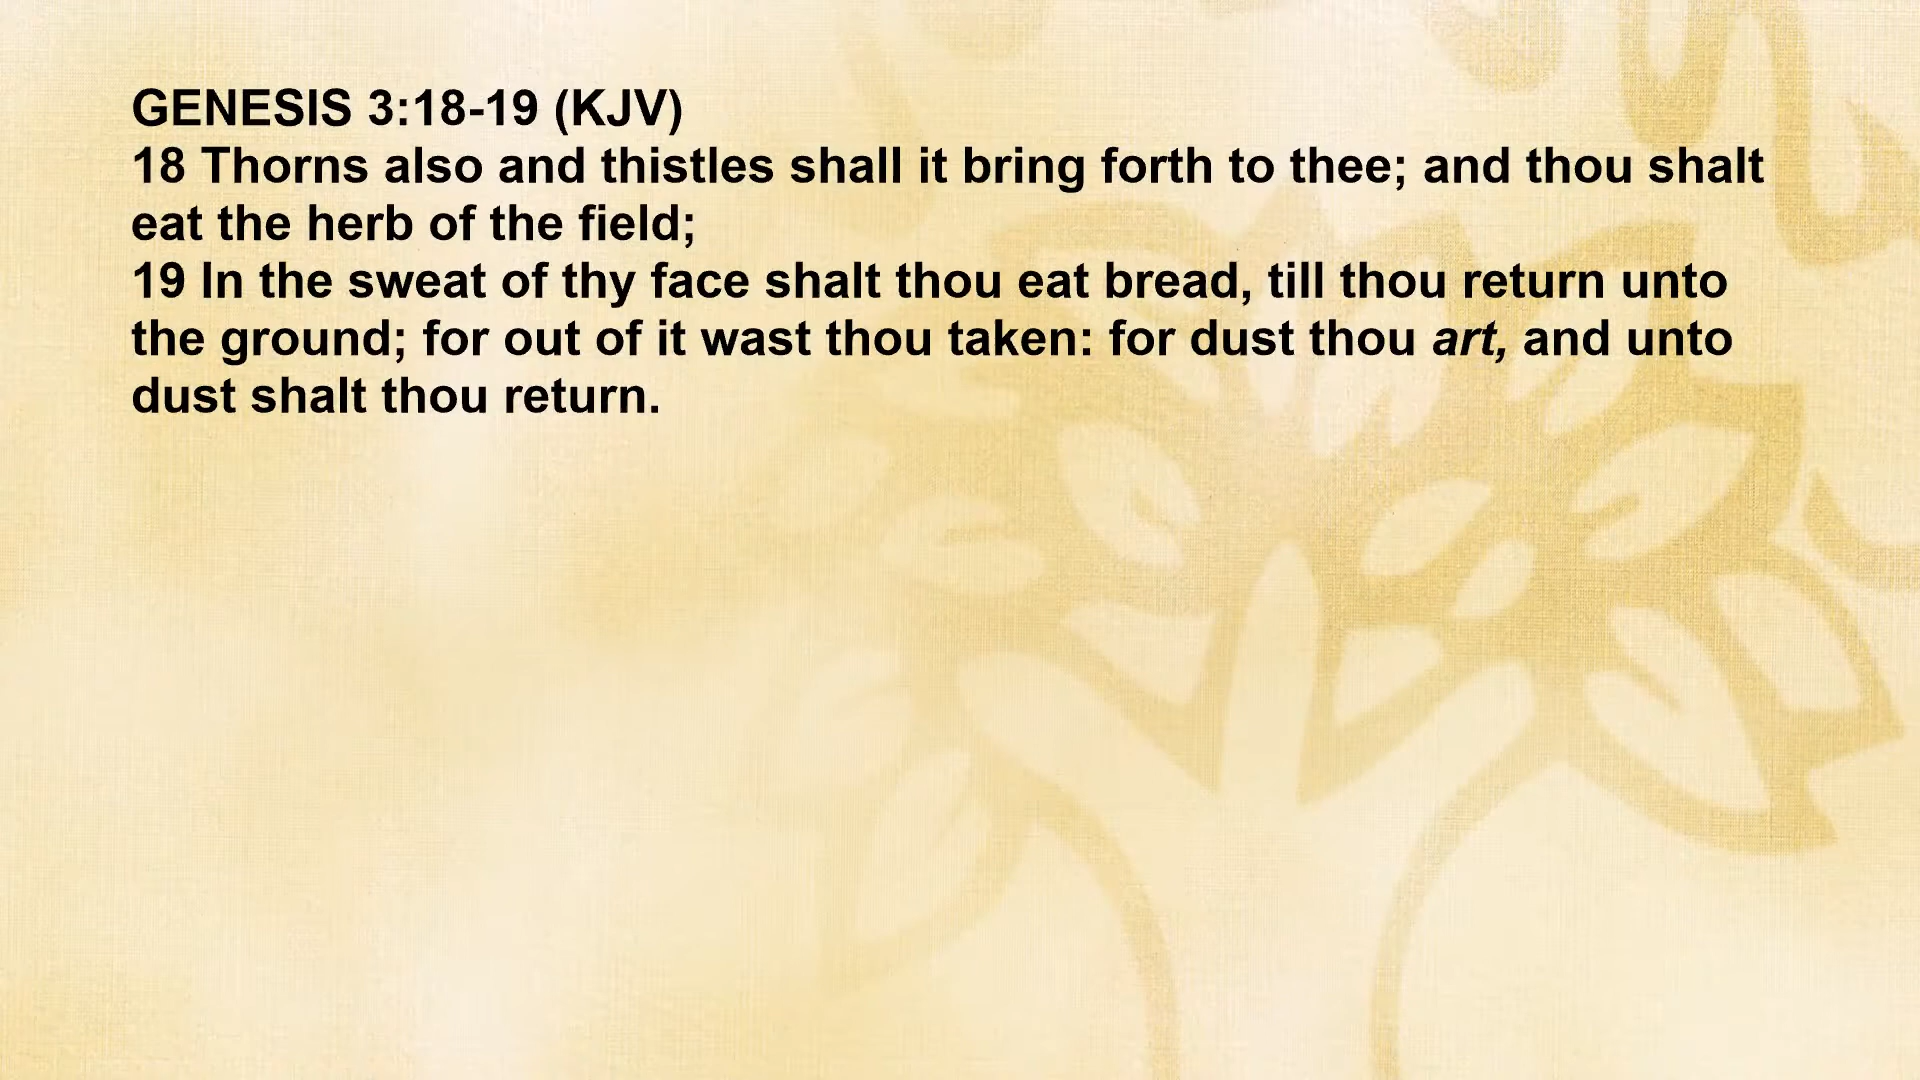 GENESIS 3:18-19 (KJV)
18 Thorns also and thistles shall it bring forth to thee; and thou shalt
eat the herb of the field;
19 In the sweat of thy face shalt thou eat bread, till thou return unto
the ground; for out of it wast thou taken: for dust thou art, and unto
dust shalt thou return.